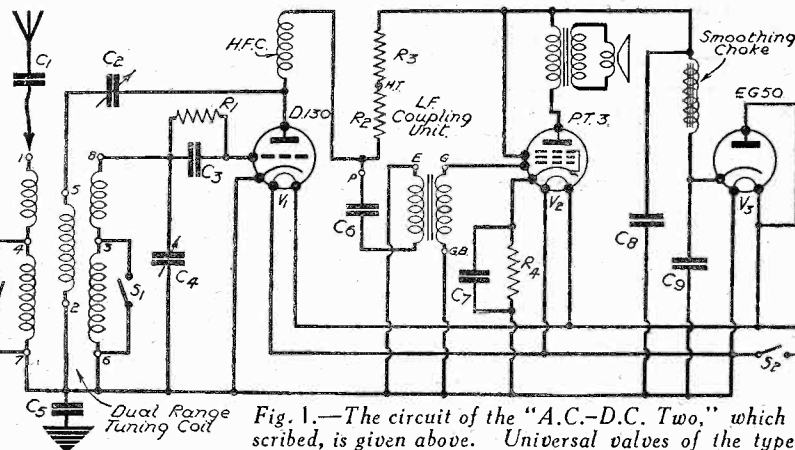 C1
C2
H.F.C.
D.130
R1
C3
C4
R3
H.T.
R2
L.F.
Coupling
Unit
P
E
G
G.B.
C6
C7
R4
P.T.3.
V1
V2
V3
Smoothing
Choke
EG50
C8
C9
S1
S2
1
4
7
5
2
8
3
6
C5
Dual Range
Tuning Coil
Fig. 1.—The circuit of the "A.C.-D.C. Two," which
scribed, is given above. Universal valves of the type